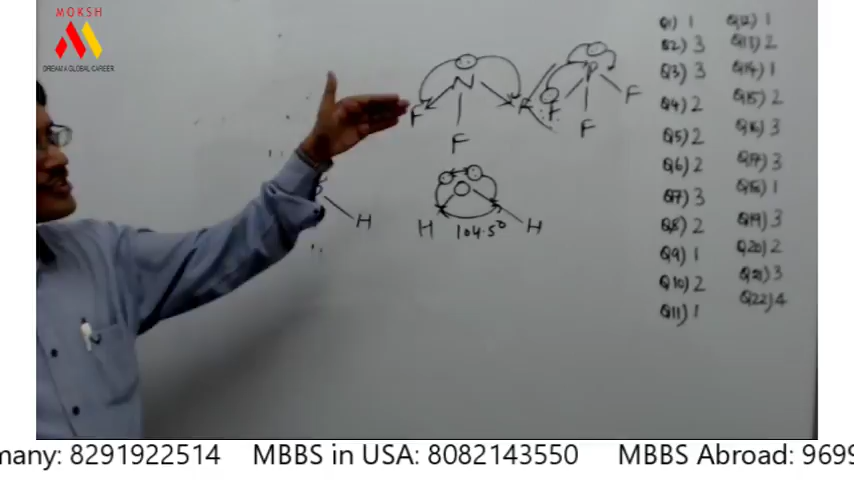 MOKSH
DREAM A GLOBAL CAREER
N
F
F
F
P
F
F
F
H
H
O
H
104.5°
Q1) 1
Q2) 3
Q3) 3
Q4) 2
Q5) 2
Q6) 2
Q7) 3
Q8) 2
Q9) 1
Q10) 2
Q11) 1
Q12) 1
Q13) 2
Q14) 1
Q15) 2
Q16) 3
Q17) 3
Q18) 1
Q19) 3
Q20) 2
Q21) 3
Q22) 4
many: 8291922514 MBBS in USA: 8082143550 MBBS Abroad: 9699